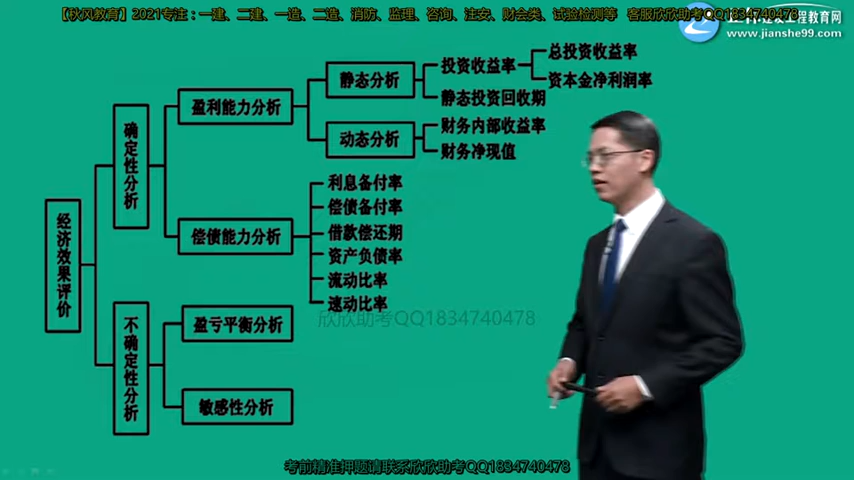 【秋风教育】2021专注：一建、二建、一造、二造、消防、监理、咨询、注安、财会类、试验检测等 客服欣欣助考QQ1834740478
建设工程教育网
www.jianshe99.com
经济效果评价
确定性分析
盈利能力分析
静态分析
投资收益率
总投资收益率
资本金净利润率
静态投资回收期
动态分析
财务内部收益率
财务净现值
偿债能力分析
利息备付率
偿债备付率
借款偿还期
资产负债率
流动比率
速动比率
不确定性分析
盈亏平衡分析
敏感性分析
欣欣助考QQ1834740478
考前精准押题请联系欣欣助考QQ1834740478